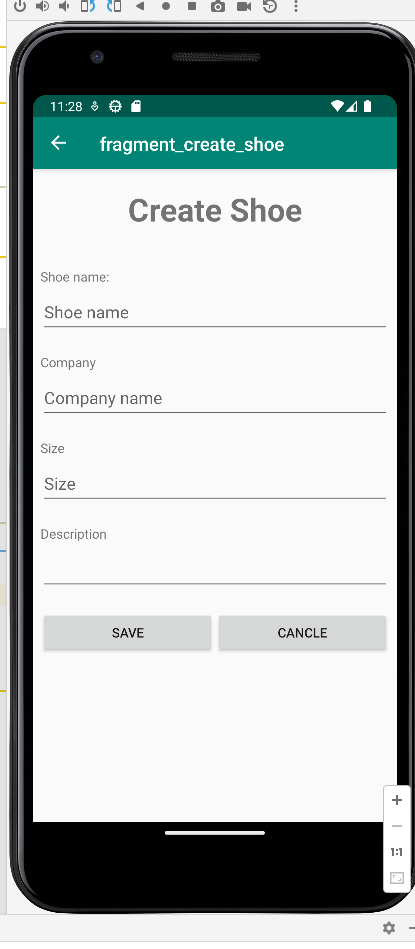 11:28
fragment_create_shoe
Create Shoe
Shoe name:
Shoe name
Company
Company name
Size
Size
Description
SAVE
CANCLE
1:1